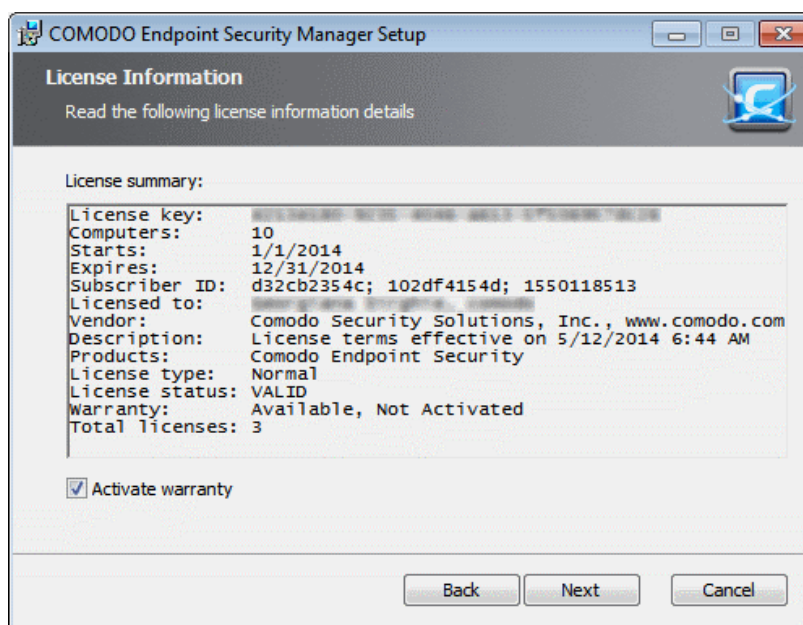 COMODO Endpoint Security Manager Setup
License Information
Read the following license information details
License summary:
License key:
Computers: 10
Starts: 1/1/2014
Expires: 12/31/2014
Subscriber ID: d32cb2354c; 102df4154d; 1550118513
Licensed to:
Vendor: Comodo Security Solutions, Inc., www.comodo.com
Description: License terms effective on 5/12/2014 6:44 AM
Products: Comodo Endpoint Security
License type: Normal
License status: VALID
Warranty: Available, Not Activated
Total licenses: 3
Activate warranty
Back Next Cancel